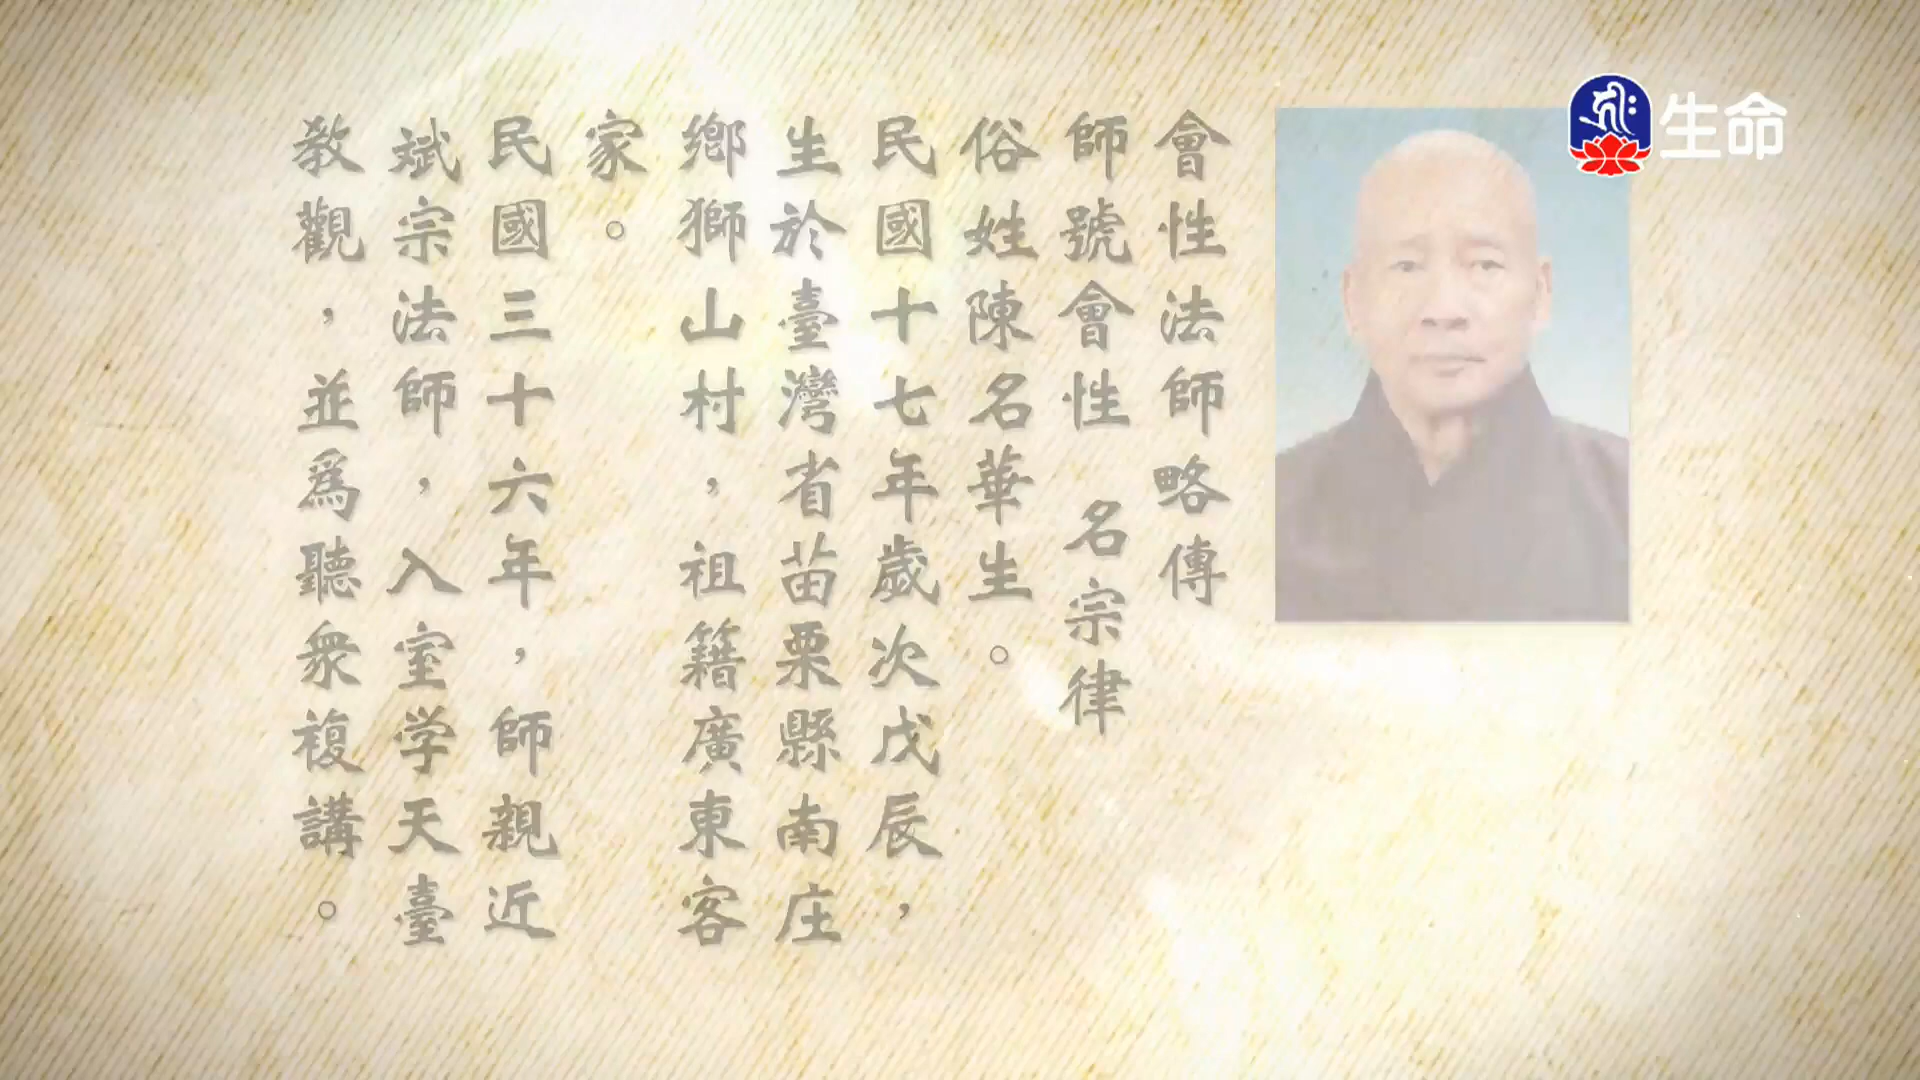 會性法師略傳
師號會性 名宗律
俗姓陳名華生。
民國十七年歲次戊辰，
生於臺灣省苗栗縣南庄
鄉獅山村，祖籍廣東客
家。
民國三十六年，師親近
斌宗法師，入室学天臺
教觀，並爲聽衆複講。
生命